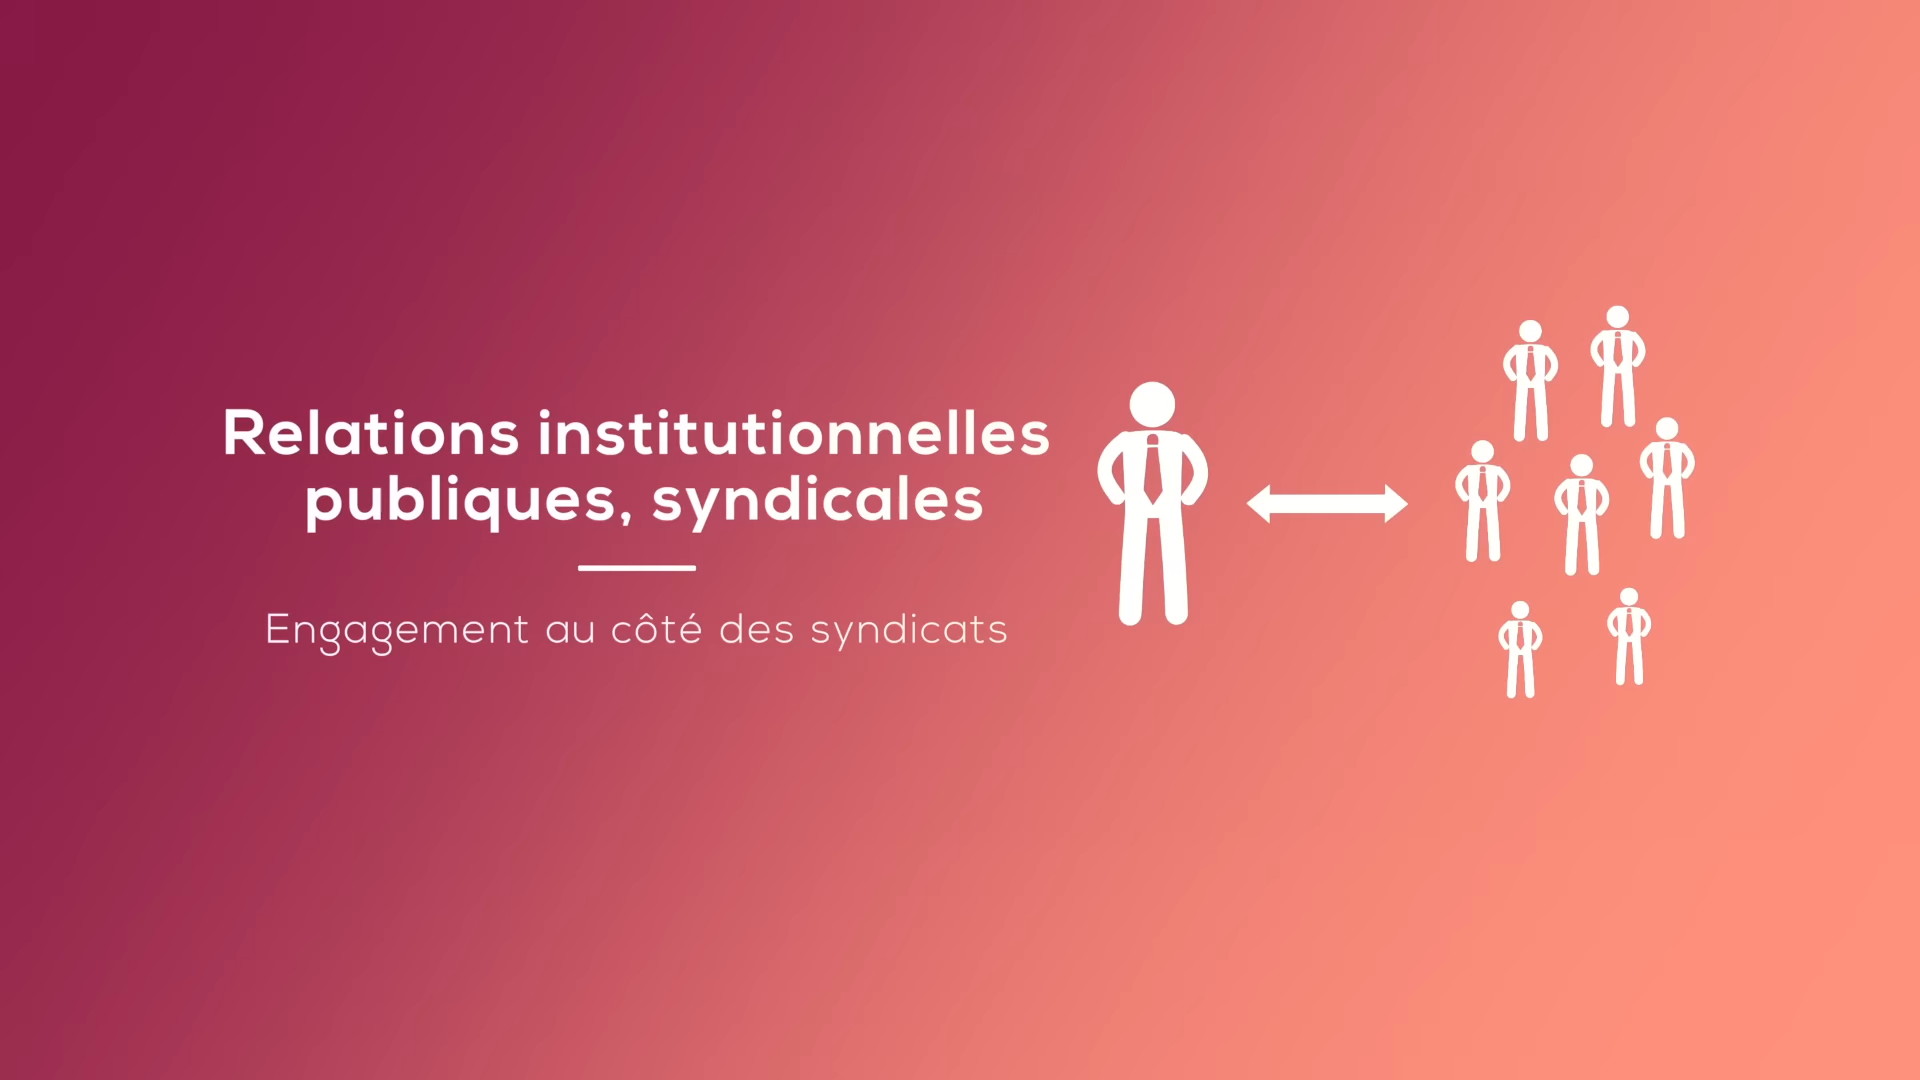 Relations institutionnelles
publiques, syndicales
Engagement au côté des syndicats